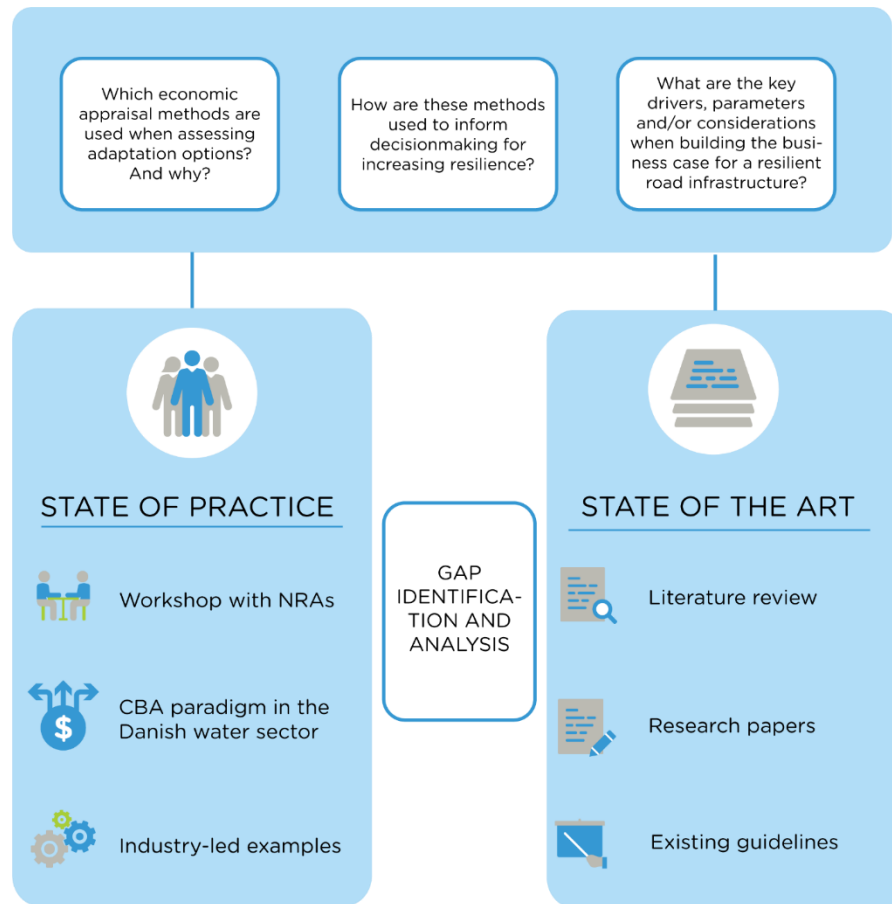 Which economic
appraisal methods are
used when assessing
adaptation options?
And why?
How are these methods
used to inform
decisionmaking for
increasing resilience?
What are the key
drivers, parameters
and/or considerations
when building the busi-
ness case for a resilient
road infrastructure?
STATE OF PRACTICE
Workshop with NRAs
$
CBA paradigm in the
Danish water sector
Industry-led examples
GAP
IDENTIFICA-
TION AND
ANALYSIS
STATE OF THE ART
Literature review
Research papers
Existing guidelines